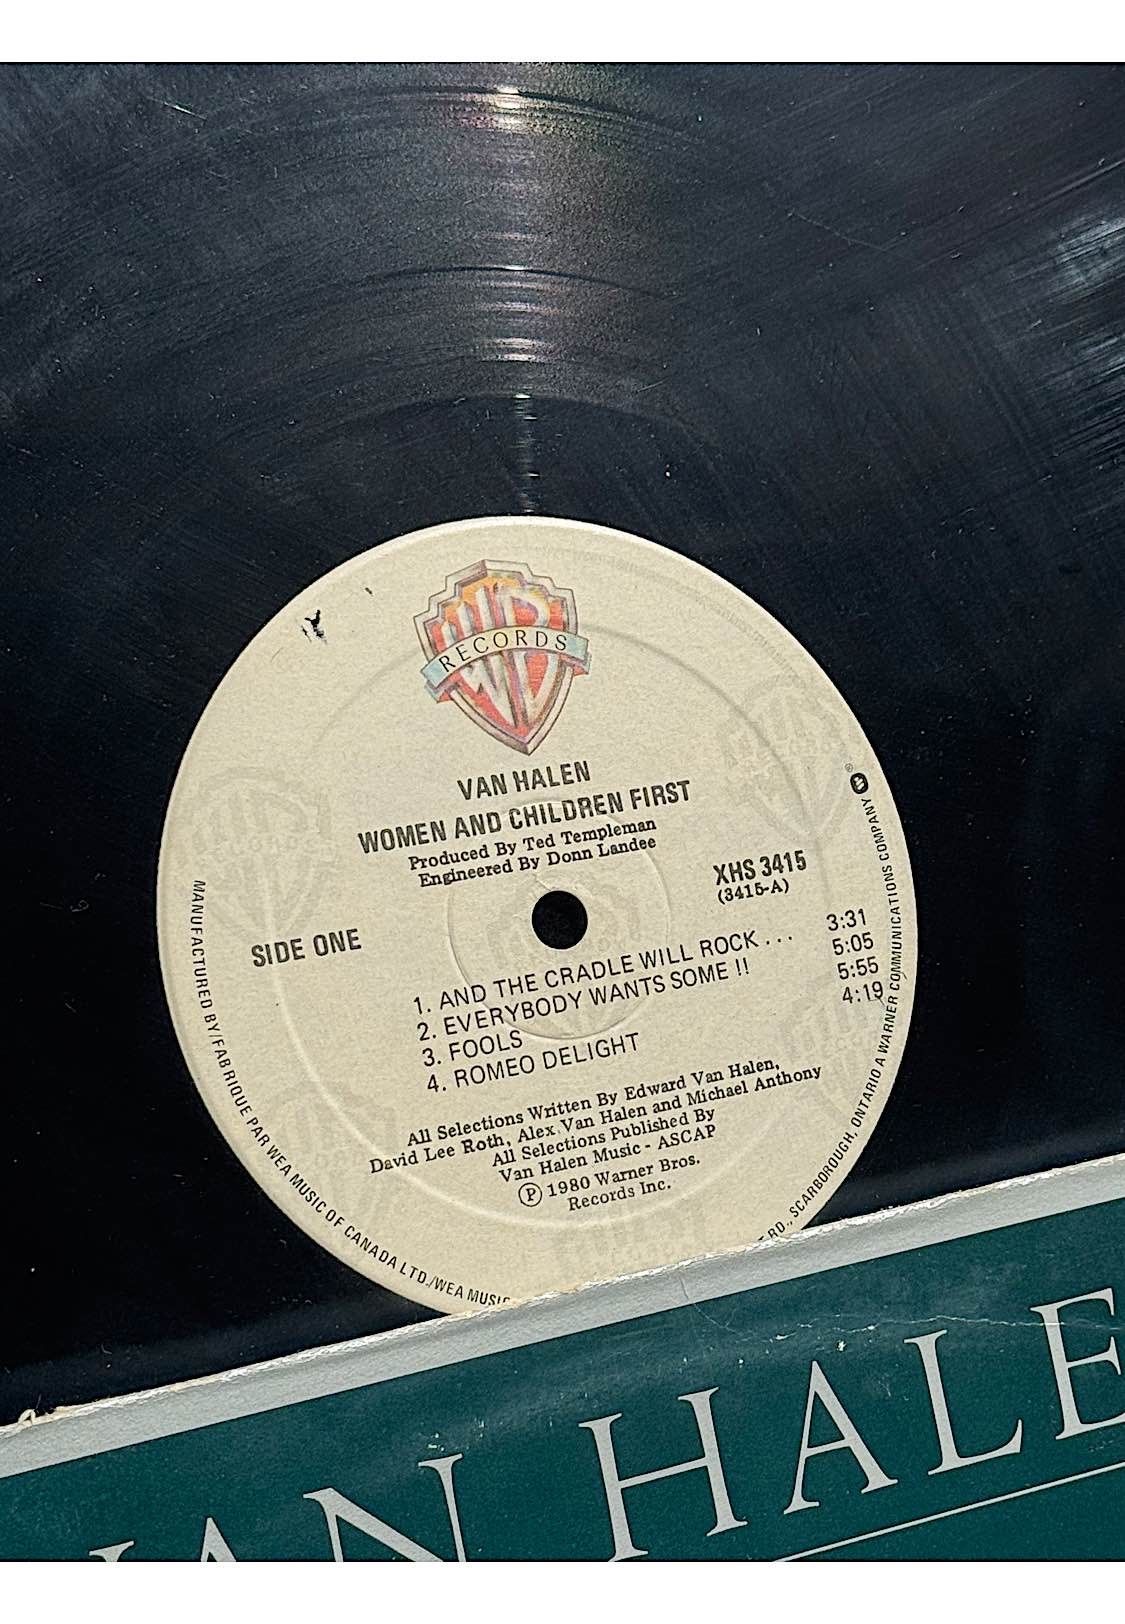 WB
RECORDS
VAN HALEN
WOMEN AND CHILDREN FIRST
Produced By Ted Templeman
Engineered By Donn Landee
XHS 3415
(3415-A)
SIDE ONE
1. AND THE CRADLE WILL ROCK . . . 3:31
2. EVERYBODY WANTS SOME !! 5:05
3. FOOLS 5:55
4. ROMEO DELIGHT 4:19
All Selections Written By Edward Van Halen,
David Lee Roth, Alex Van Halen and Michael Anthony
All Selections Published By
Van Halen Music - ASCAP
Ⓟ 1980 Warner Bros.
Records Inc.
MANUFACTURED BY/FABRIQUE PAR WEA MUSIC OF CANADA LTD./WEA MUSIC
RD., SCARBOROUGH, ONTARIO A WARNER COMMUNICATIONS COMPANY
VAN HALE